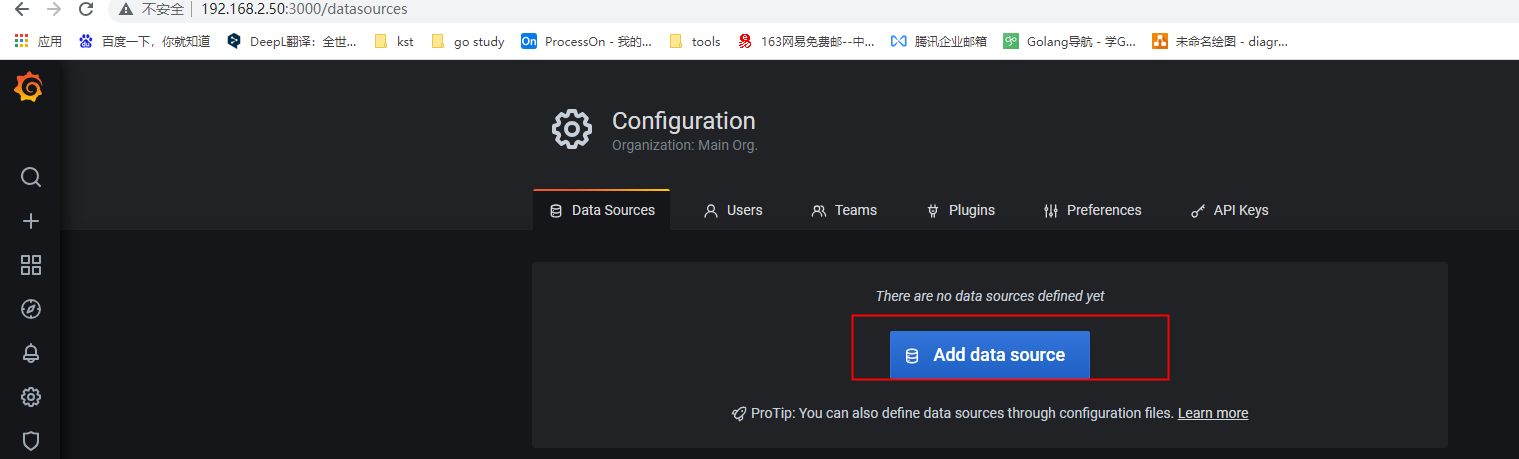 不安全 192.168.2.50:3000/datasources
应用 百度一下，你就知道 DeepL翻译：全世... kst go study On ProcessOn - 我的... tools 163网易免费邮--中... 腾讯企业邮箱 go Golang导航 - 学G... 未命名绘图 - diagr...
Configuration
Organization: Main Org.
Data Sources Users Teams Plugins Preferences API Keys
There are no data sources defined yet
Add data source
ProTip: You can also define data sources through configuration files. Learn more